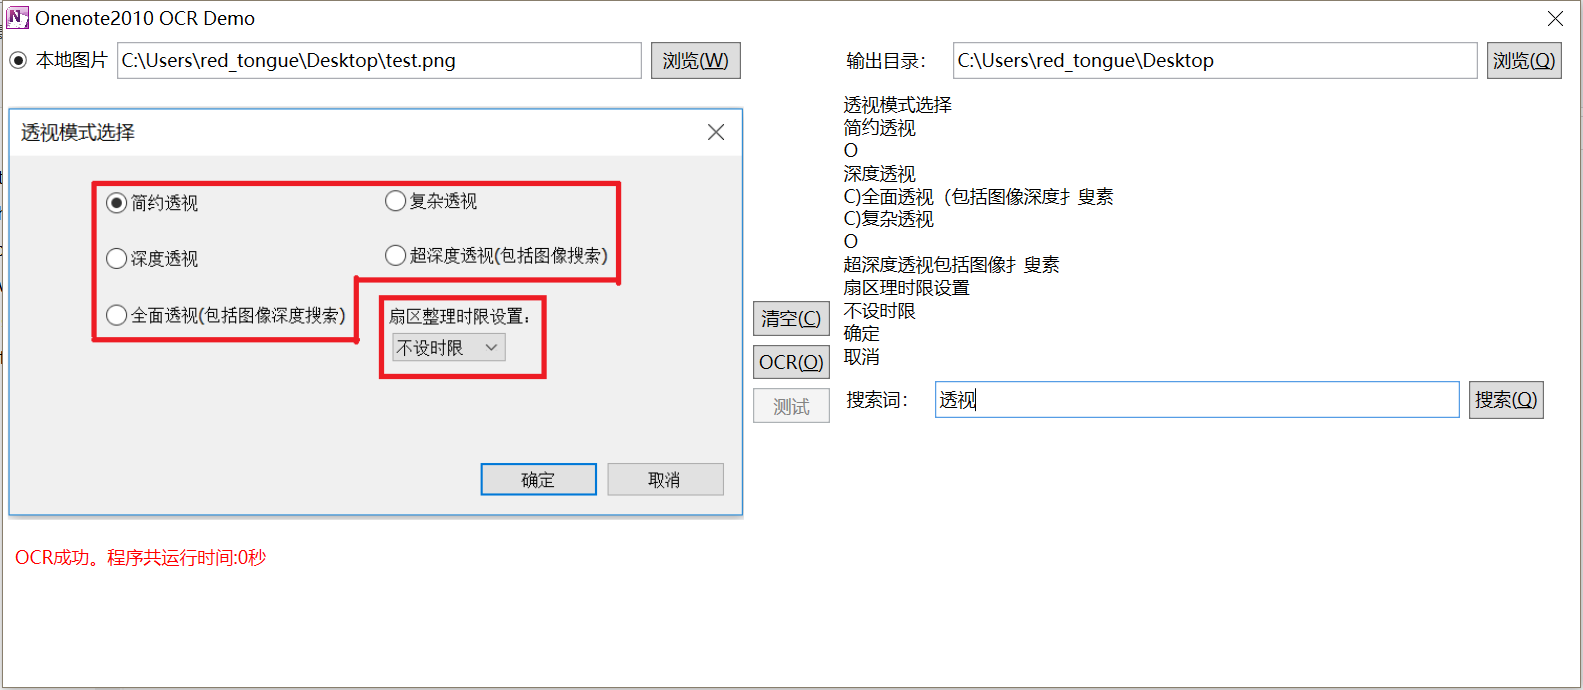 Onenote2010 OCR Demo
本地图片 C:\Users\red_tongue\Desktop\test.png 浏览(W)
输出目录: C:\Users\red_tongue\Desktop 浏览(Q)
透视模式选择
简约透视 复杂透视
深度透视 超深度透视(包括图像搜索)
全面透视(包括图像深度搜索)
扇区整理时限设置:
不设时限
确定 取消
清空(C)
OCR(O)
测试
透视模式选择
简约透视
O
深度透视
C)全面透视（包括图像深度扌叟素
C)复杂透视
O
超深度透视包括图像扌叟素
扇区理时限设置
不设时限
确定
取消
搜索词: 透视 搜索(Q)
OCR成功。程序共运行时间:0秒